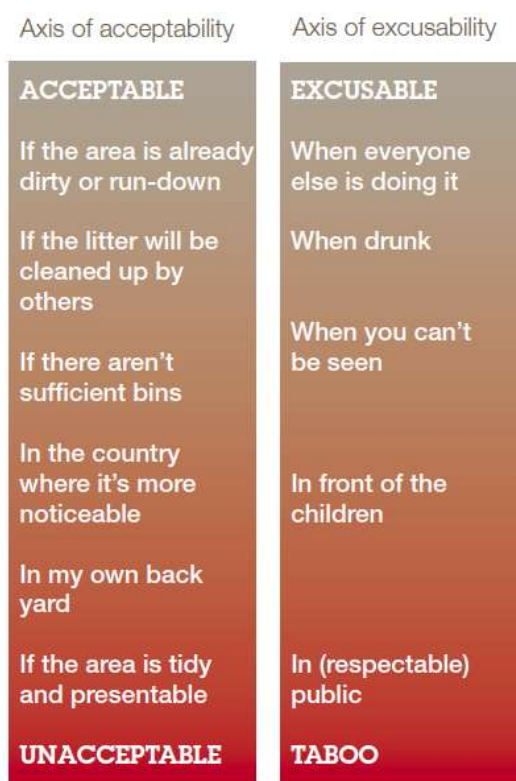 Axis of acceptability
ACCEPTABLE
If the area is already
dirty or run-down
If the litter will be
cleaned up by
others
If there aren't
sufficient bins
In the country
where it's more
noticeable
In my own back
yard
If the area is tidy
and presentable
UNACCEPTABLE
Axis of excusability
EXCUSABLE
When everyone
else is doing it
When drunk
When you can't
be seen
In front of the
children
In (respectable)
public
TABOO